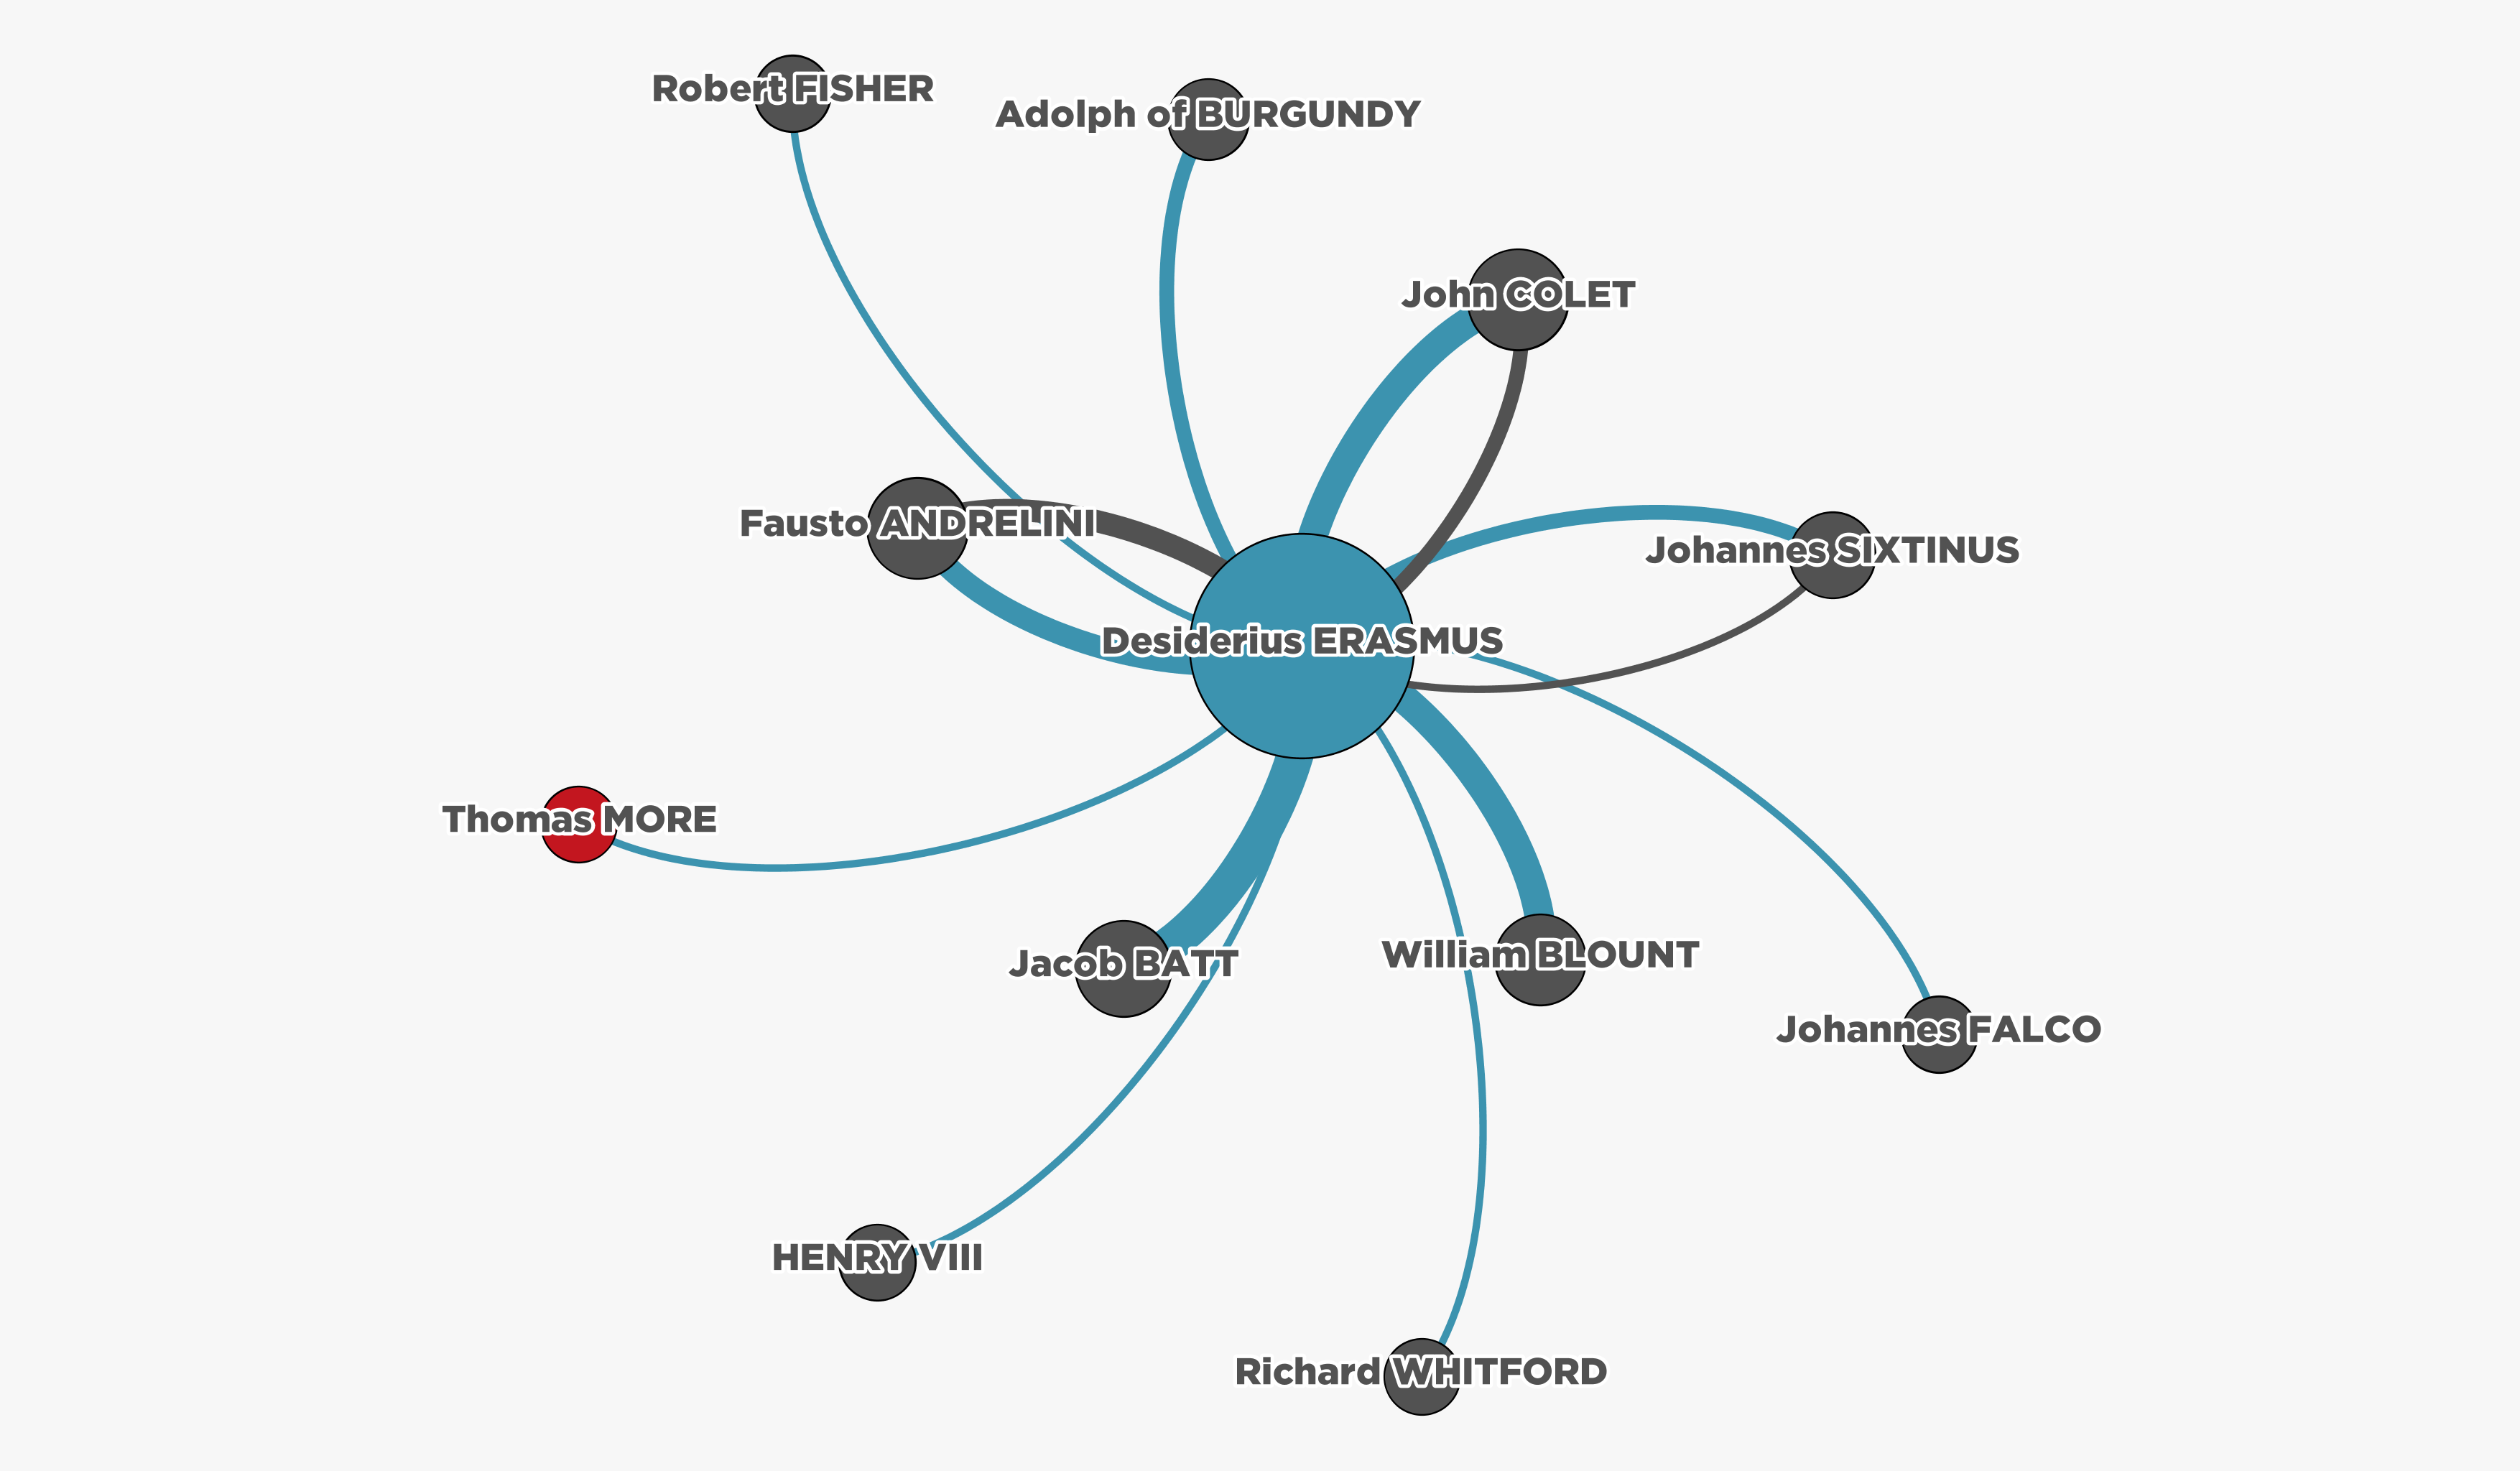 Robert FISHER
Adolph of BURGUNDY
John COLET
Fausto ANDRELINI
Johannes SIXTINUS
Desiderius ERASMUS
Thomas MORE
Jacob BATT
William BLOUNT
Johannes FALCO
HENRY VIII
Richard WHITFORD